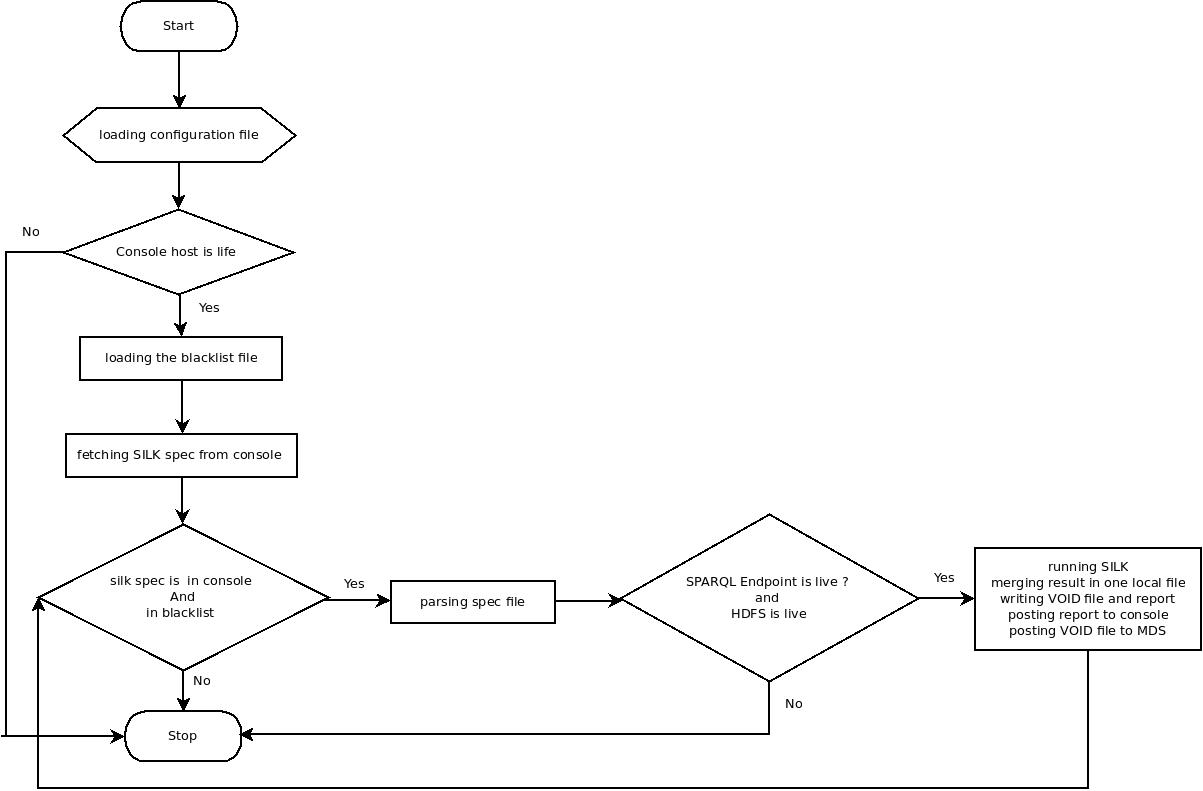 Start
loading configuration file
No
Console host is life
Yes
loading the blacklist file
fetching SILK spec from console
silk spec is in console
And
in blacklist
Yes
parsing spec file
SPARQL Endpoint is live ?
and
HDFS is live
Yes
running SILK
merging result in one local file
writing VOID file and report
posting report to console
posting VOID file to MDS
No
No
Stop